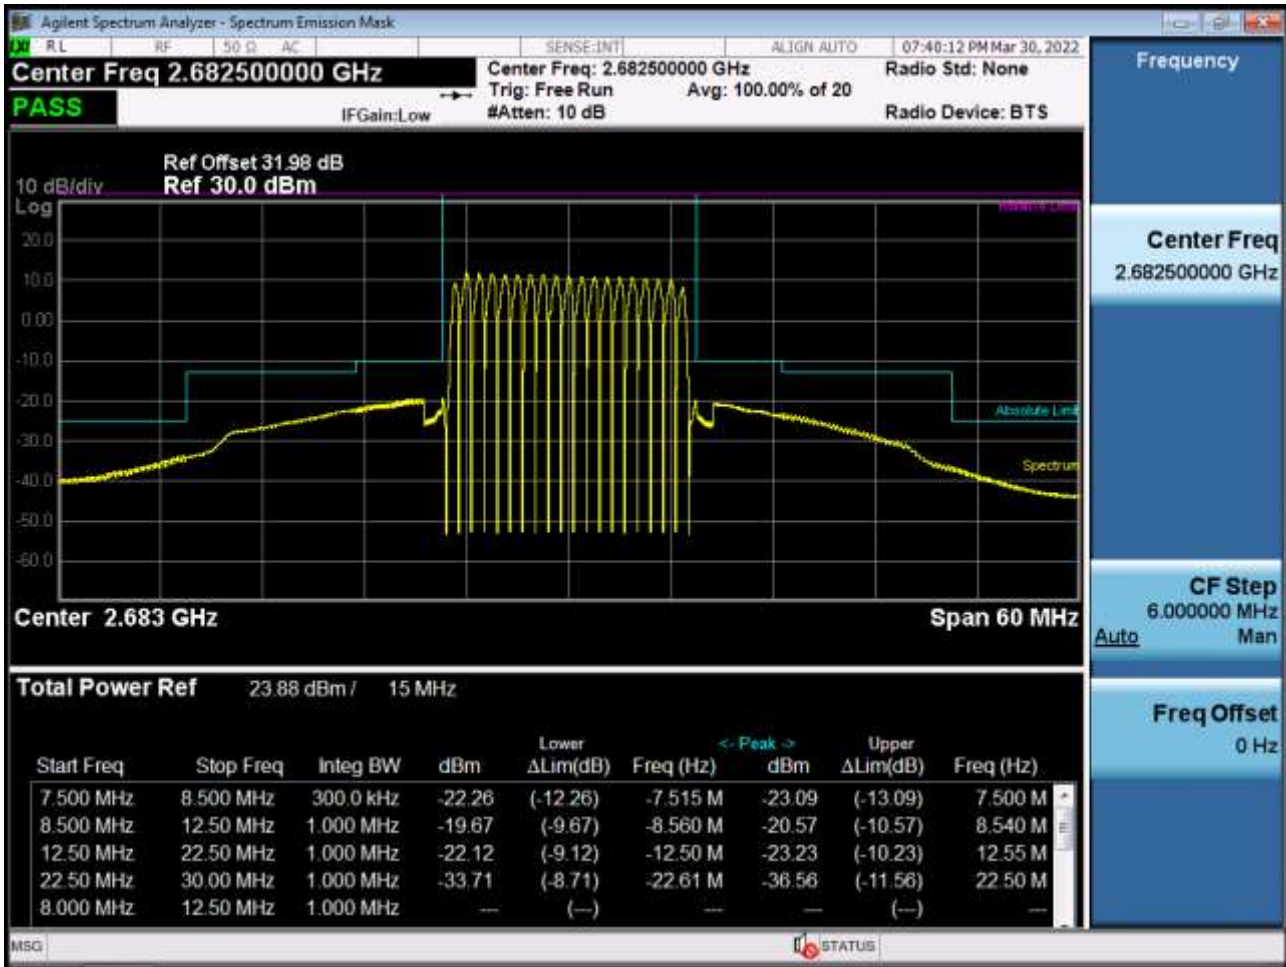 Agilent Spectrum Analyzer - Spectrum Emission Mask
RL RF 50 Ω AC SENSE:INT ALIGN AUTO 07:40:12 PM Mar 30, 2022
Center Freq 2.682500000 GHz
Center Freq: 2.682500000 GHz
Radio Std: None
Trig: Free Run Avg: 100.00% of 20
PASS
IFGain:Low
#Atten: 10 dB
Radio Device: BTS
Ref Offset 31.98 dB
10 dB/div Ref 30.0 dBm
Log
20.0
10.0
0.00
-10.0
-20.0
Absolute Limit
-30.0
Spectrum
-40.0
-50.0
-60.0
Center 2.683 GHz Span 60 MHz
Total Power Ref 23.88 dBm / 15 MHz
Lower <- Peak -> Upper
Start Freq Stop Freq Integ BW dBm ΔLim(dB) Freq (Hz) dBm ΔLim(dB) Freq (Hz)
7.500 MHz 8.500 MHz 300.0 kHz -22.26 (-12.26) -7.515 M -23.09 (-13.09) 7.500 M
8.500 MHz 12.50 MHz 1.000 MHz -19.67 (-9.67) -8.560 M -20.57 (-10.57) 8.540 M
12.50 MHz 22.50 MHz 1.000 MHz -22.12 (-9.12) -12.50 M -23.23 (-10.23) 12.55 M
22.50 MHz 30.00 MHz 1.000 MHz -33.71 (-8.71) -22.61 M -36.56 (-11.56) 22.50 M
8.000 MHz 12.50 MHz 1.000 MHz --- (---) --- --- (---) ---
MSG STATUS
Frequency
Center Freq
2.682500000 GHz
CF Step
6.000000 MHz
Auto Man
Freq Offset
0 Hz